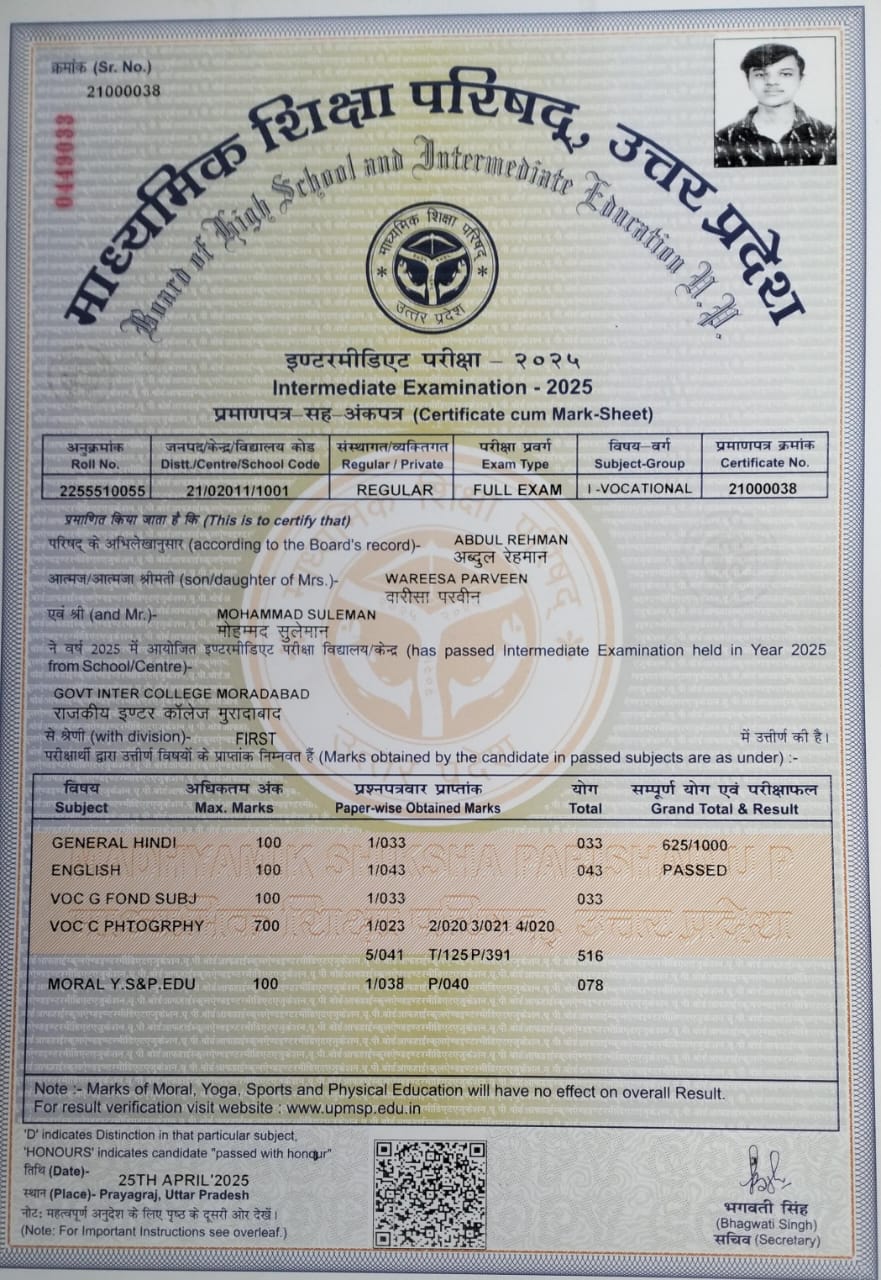 क्रमांक (Sr. No.)
21000038
0449033
माध्यमिक शिक्षा परिषद्, उत्तर प्रदेश
Board of High School and Intermediate Education U.P.
माध्यमिक शिक्षा परिषद्
उत्तर प्रदेश
इण्टरमीडिएट परीक्षा – २०२५
Intermediate Examination - 2025
प्रमाणपत्र–सह–अंकपत्र (Certificate cum Mark-Sheet)
अनुक्रमांक जनपद/केन्द्र/विद्यालय कोड संस्थागत/व्यक्तिगत परीक्षा प्रवर्ग विषय–वर्ग प्रमाणपत्र क्रमांक
Roll No. Distt./Centre/School Code Regular / Private Exam Type Subject-Group Certificate No.
2255510055 21/02011/1001 REGULAR FULL EXAM I -VOCATIONAL 21000038
प्रमाणित किया जाता है कि (This is to certify that)
परिषद् के अभिलेखानुसार (according to the Board's record)- ABDUL REHMAN
अब्दुल रेहमान
आत्मज/आत्मजा श्रीमती (son/daughter of Mrs.)- WAREESA PARVEEN
वारीसा परवीन
एवं श्री (and Mr.)- MOHAMMAD SULEMAN
मोहम्मद सुलेमान
ने वर्ष 2025 में आयोजित इण्टरमीडिएट परीक्षा विद्यालय/केन्द्र (has passed Intermediate Examination held in Year 2025
from School/Centre)-
GOVT INTER COLLEGE MORADABAD
राजकीय इण्टर कॉलेज मुरादाबाद
से श्रेणी (with division)- FIRST में उत्तीर्ण की है।
परीक्षार्थी द्वारा उत्तीर्ण विषयों के प्राप्तांक निम्नवत हैं (Marks obtained by the candidate in passed subjects are as under) :-
विषय अधिकतम अंक प्रश्नपत्रवार प्राप्तांक योग सम्पूर्ण योग एवं परीक्षाफल
Subject Max. Marks Paper-wise Obtained Marks Total Grand Total & Result
GENERAL HINDI 100 1/033 033 625/1000
ENGLISH 100 1/043 043 PASSED
VOC G FOND SUBJ 100 1/033 033
VOC C PHTOGRPHY 700 1/023 2/020 3/021 4/020
5/041 T/125 P/391 516
MORAL Y.S&P.EDU 100 1/038 P/040 078
Note :- Marks of Moral, Yoga, Sports and Physical Education will have no effect on overall Result.
For result verification visit website : www.upmsp.edu.in
'D' indicates Distinction in that particular subject,
'HONOURS' indicates candidate "passed with honour"
तिथि (Date)-
25TH APRIL'2025
स्थान (Place)- Prayagraj, Uttar Pradesh
नोट: महत्वपूर्ण अनुदेश के लिए पृष्ठ के दूसरी ओर देखें।
(Note: For Important Instructions see overleaf.)
भगवती सिंह
(Bhagwati Singh)
सचिव (Secretary)